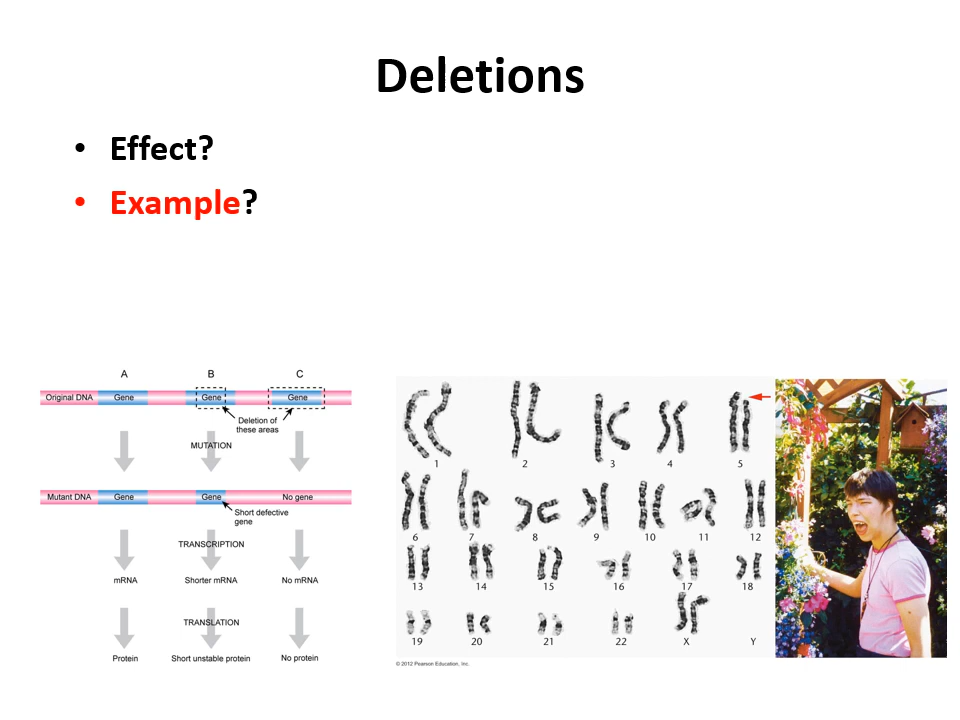 Deletions
• Effect?
• Example?
A B C
Original DNA Gene Gene Gene
Deletion of
these areas
MUTATION
Mutant DNA Gene Gene No gene
Short defective
gene
TRANSCRIPTION
mRNA Shorter mRNA No mRNA
TRANSLATION
Protein Short unstable protein No protein
1 2 3 4 5
6 7 8 9 10 11 12
13 14 15 16 17 18
19 20 21 22 X Y
© 2012 Pearson Education, Inc.